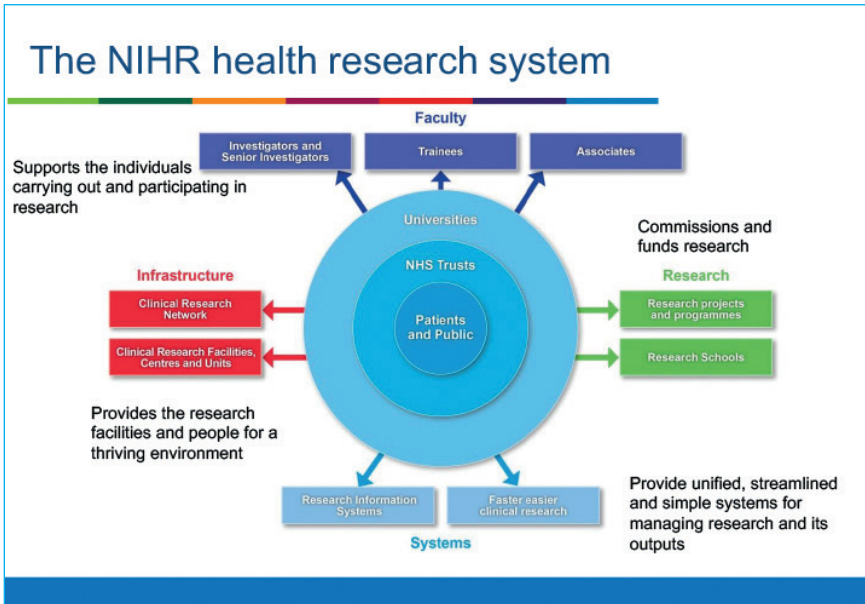 The NIHR health research system
Faculty
Investigators and
Senior Investigators
Trainees
Associates
Supports the individuals
carrying out and participating in
research
Universities
NHS Trusts
Patients
and Public
Commissions and
funds research
Infrastructure
Clinical Research
Network
Clinical Research Facilities,
Centres and Units
Research
Research projects
and programmes
Research Schools
Provides the research
facilities and people for a
thriving environment
Research Information
Systems
Faster easier
clinical research
Systems
Provide unified, streamlined
and simple systems for
managing research and its
outputs